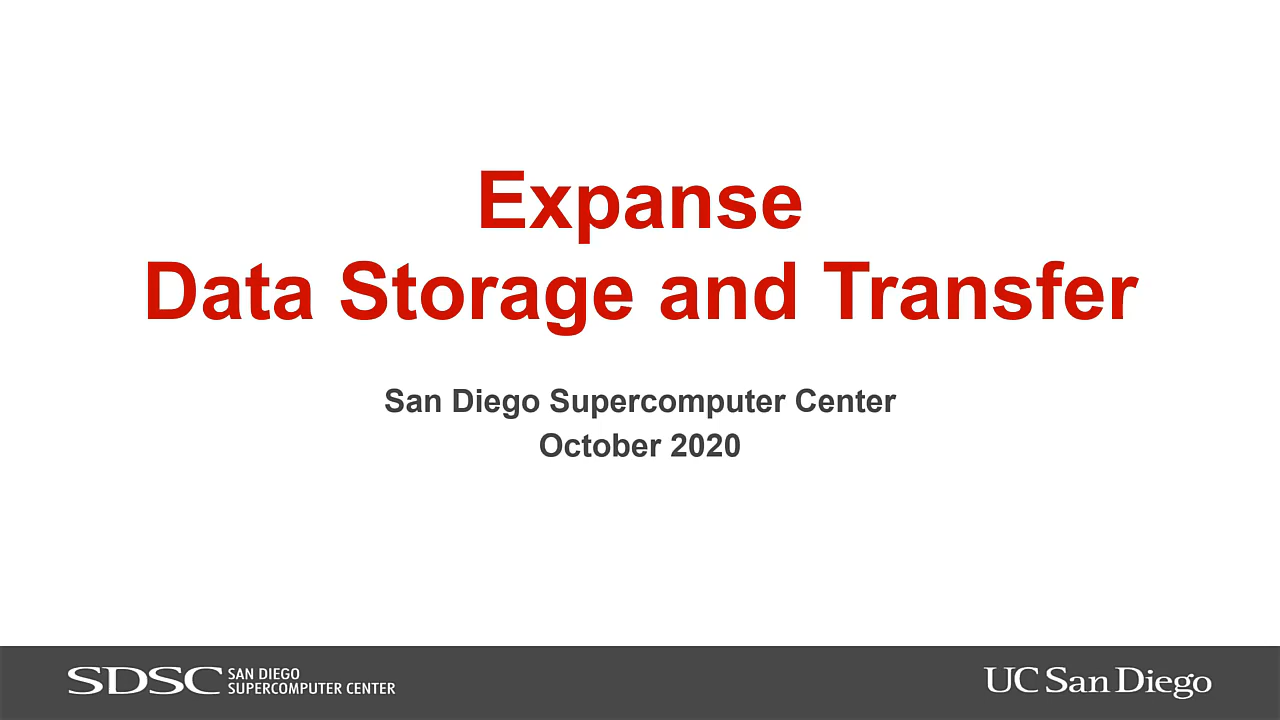 Expanse
Data Storage and Transfer
San Diego Supercomputer Center
October 2020
SDSC SAN DIEGO
SUPERCOMPUTER CENTER
UC San Diego